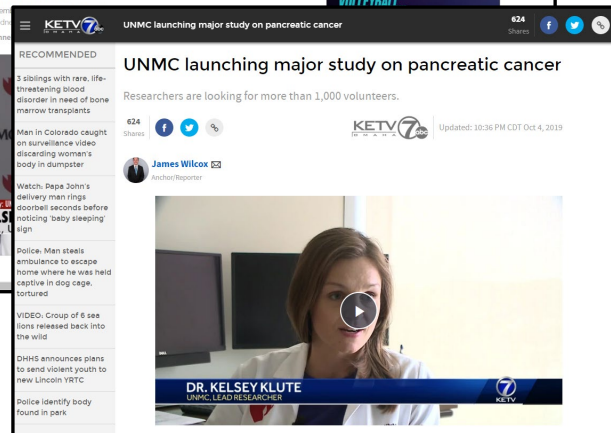 VOLLEYBALL
KETV 7 abc
OMAHA
UNMC launching major study on pancreatic cancer
624
Shares
RECOMMENDED
3 siblings with rare, life-
threatening blood
disorder in need of bone
marrow transplants
Man in Colorado caught
on surveillance video
discarding woman's
body in dumpster
Watch: Papa John's
delivery man rings
doorbell seconds before
noticing 'baby sleeping'
sign
Police: Man steals
ambulance to escape
home where he was held
captive in dog cage,
tortured
VIDEO: Group of 6 sea
lions released back into
the wild
DHHS announces plans
to send violent youth to
new Lincoln YRTC
Police identify body
found in park
UNMC launching major study on pancreatic cancer
Researchers are looking for more than 1,000 volunteers.
624
Shares
KETV 7 abc
OMAHA
Updated: 10:36 PM CDT Oct 4, 2019
James Wilcox
Anchor/Reporter
DR. KELSEY KLUTE
UNMC, LEAD RESEARCHER
7
KETV